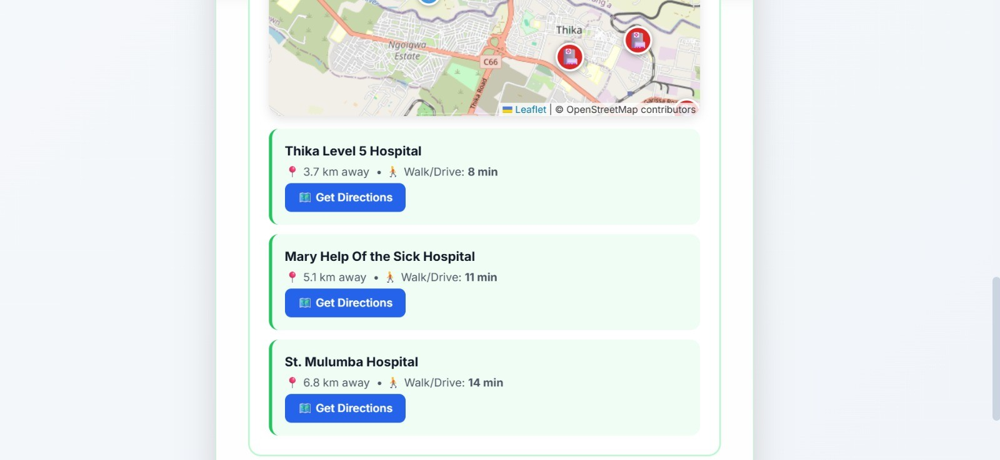 Thika
Ngoigwa
Estate
C66
Thika Road
Leaflet | © OpenStreetMap contributors
Thika Level 5 Hospital
3.7 km away • Walk/Drive: 8 min
Get Directions
Mary Help Of the Sick Hospital
5.1 km away • Walk/Drive: 11 min
Get Directions
St. Mulumba Hospital
6.8 km away • Walk/Drive: 14 min
Get Directions